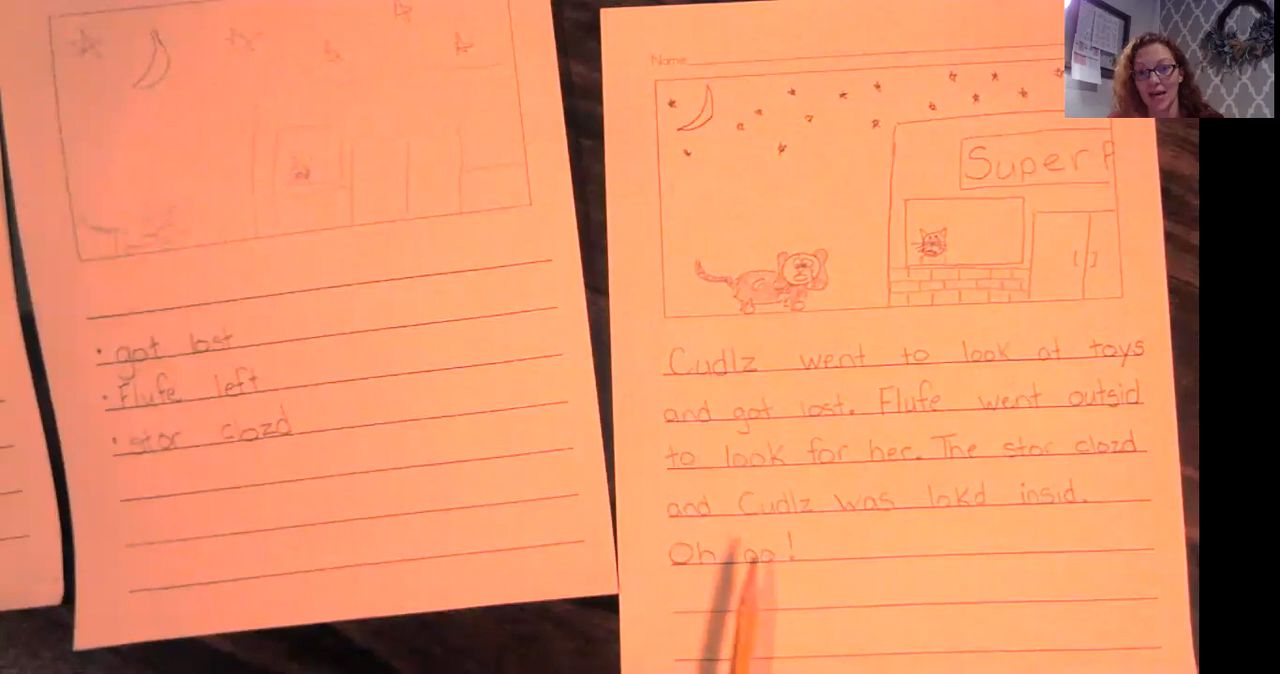 • got lost
• Flufe left
• stor clozd
Name
Super P
Cudlz went to look at toys
and got lost. Flufe went outsid
to look for her. The stor clozd
and Cudlz was lokd insid.
Oh no!